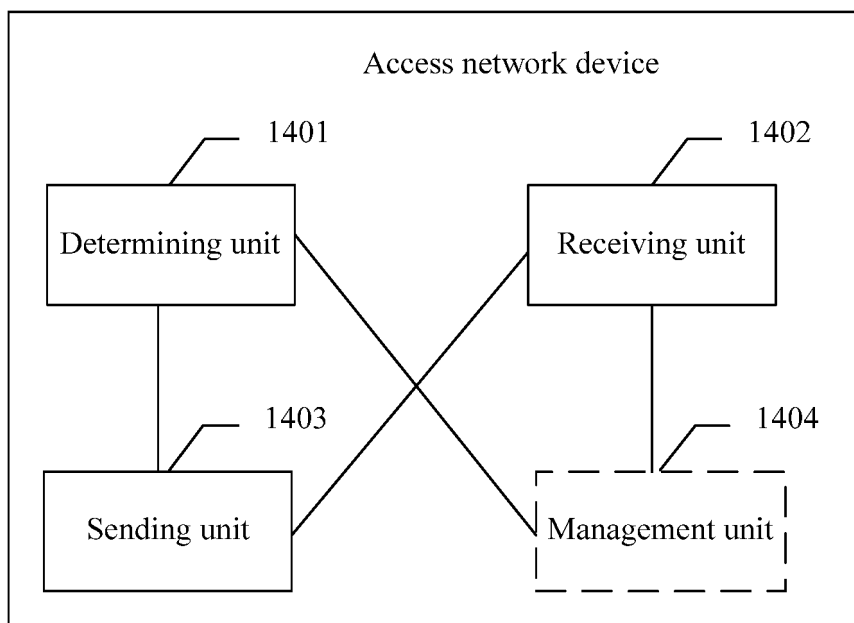 Access network device
1401
1402
Determining unit
Receiving unit
1403
1404
Sending unit
Management unit